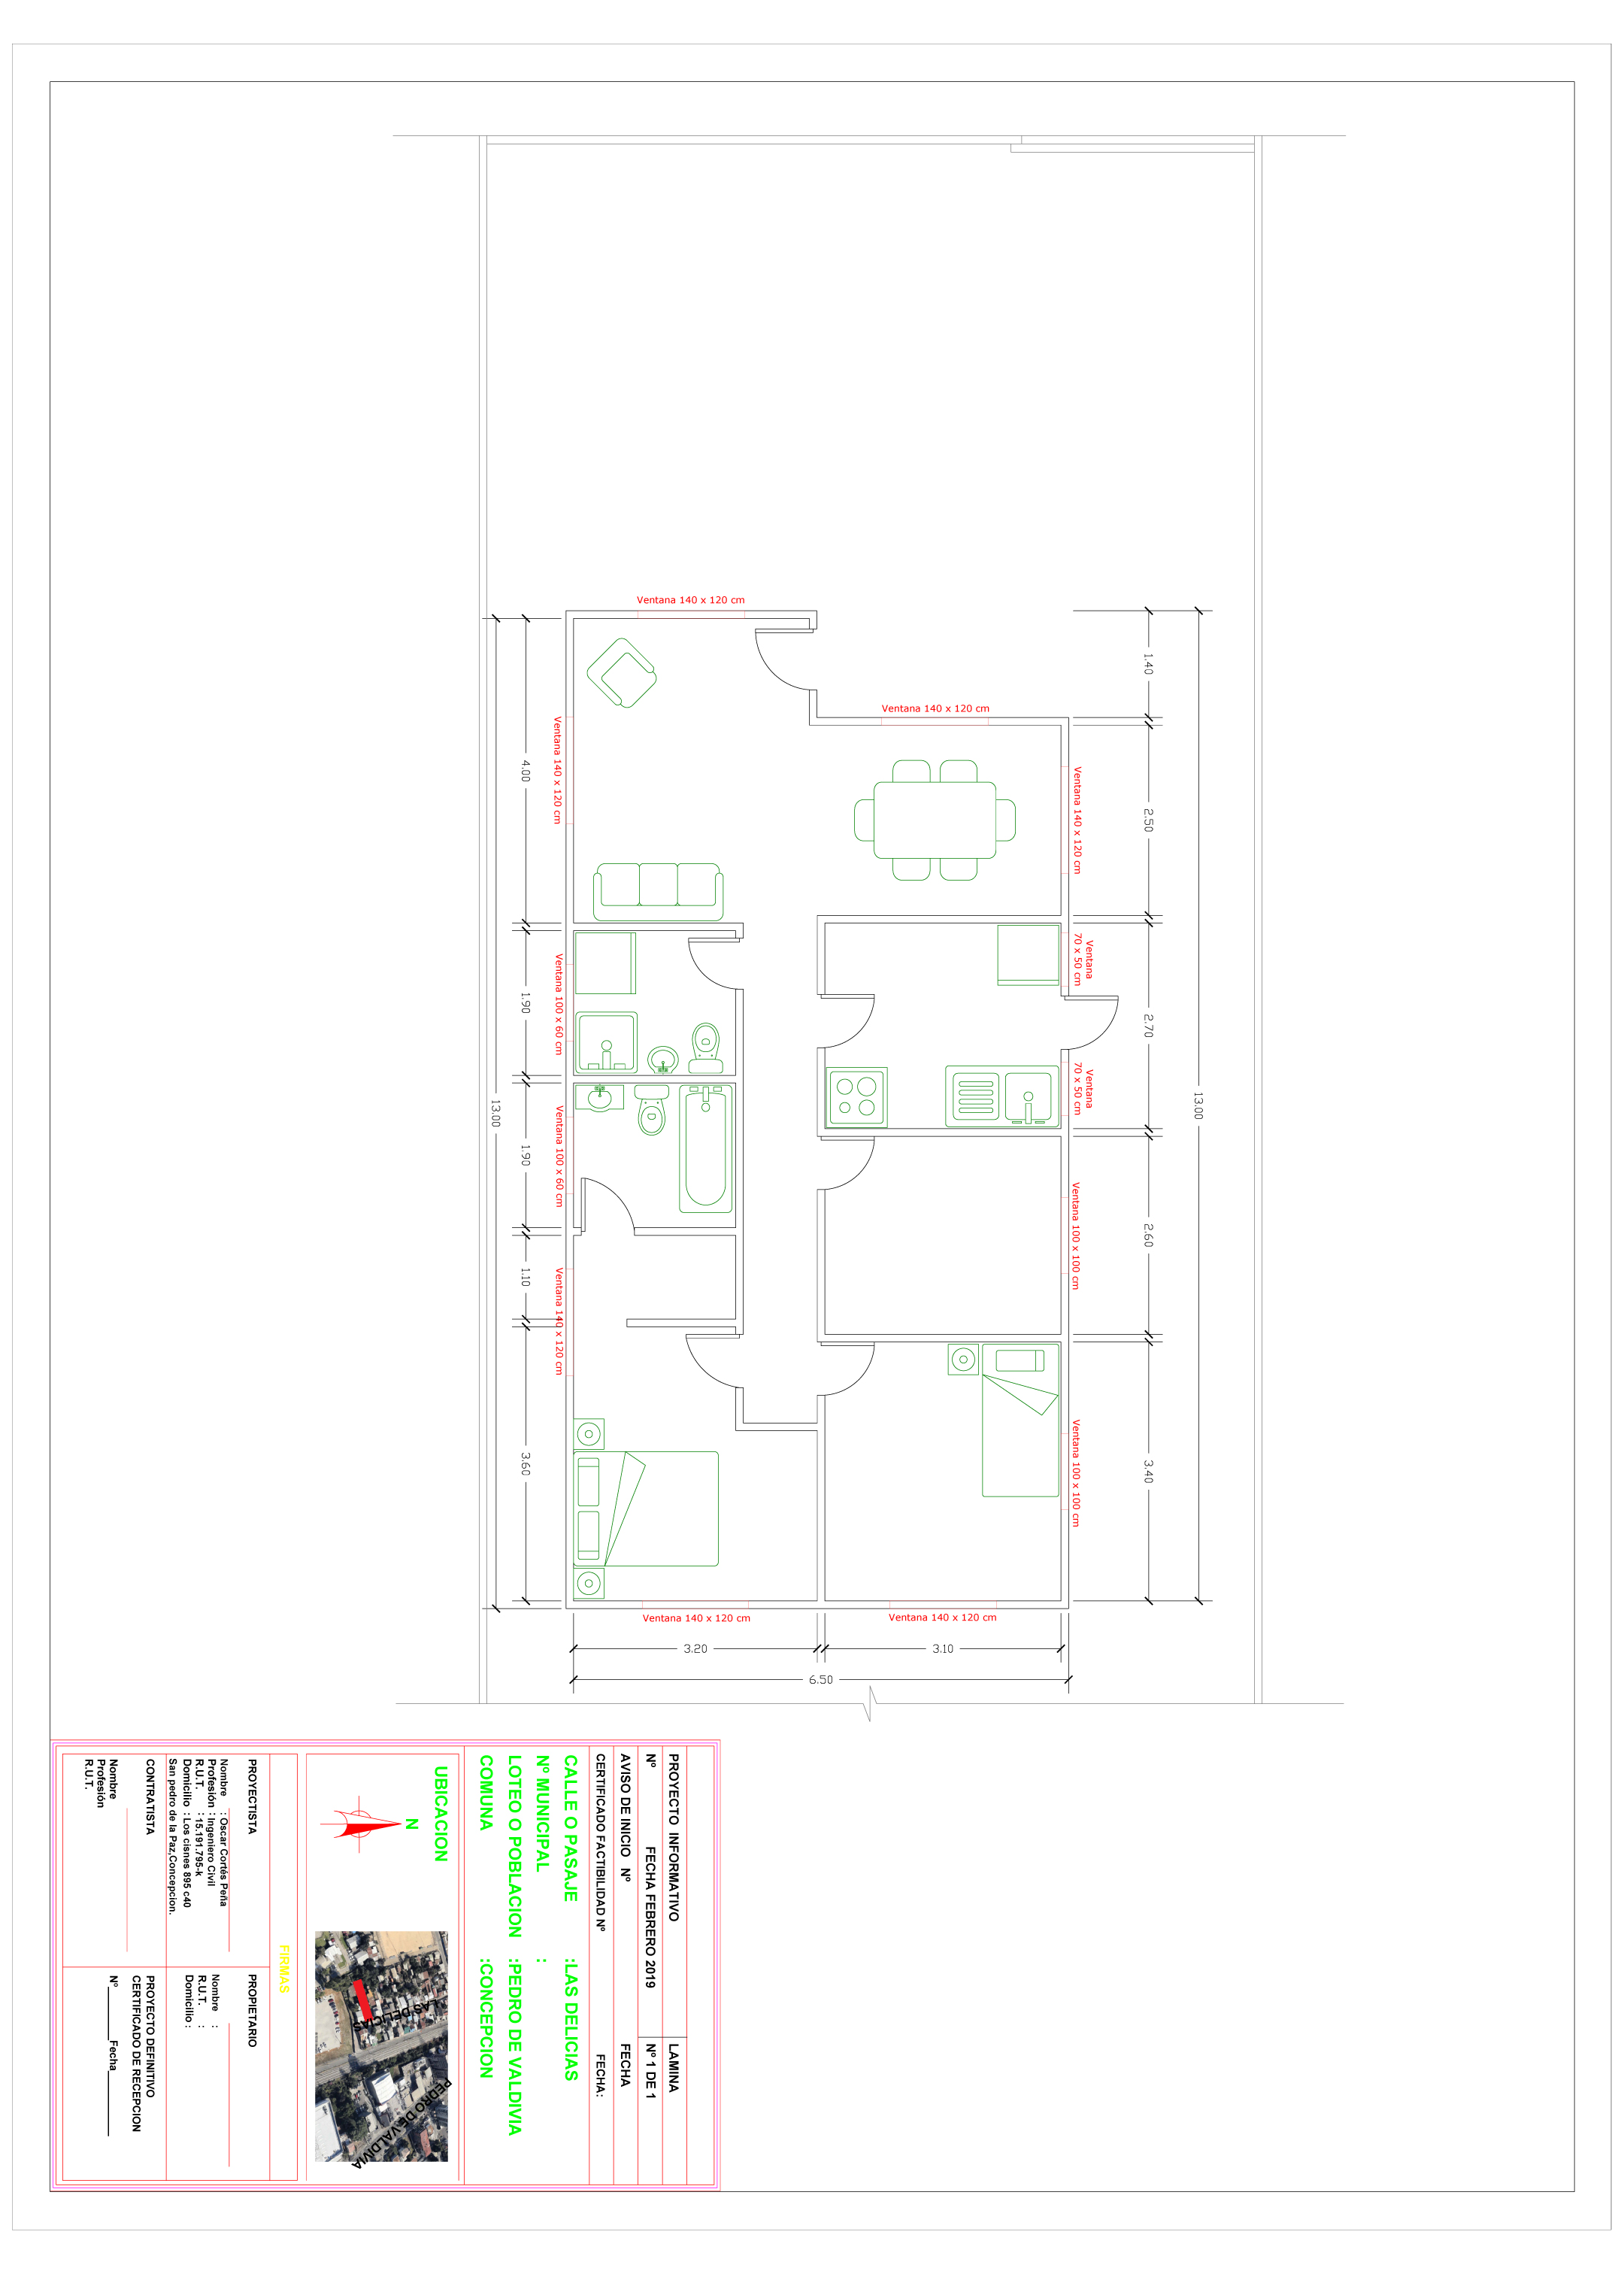 Ventana 140 x 120 cm
Ventana 140 x 120 cm
1.40
2.50
2.70
2.60
3.40
13.00
Ventana 140 x 120 cm
Ventana
70 x 50 cm
Ventana
70 x 50 cm
Ventana 100 x 100 cm
Ventana 100 x 100 cm
Ventana 140 x 120 cm
Ventana 100 x 60 cm
Ventana 100 x 60 cm
Ventana 140 x 120 cm
4.00
1.90
1.90
1.10
3.60
13.00
Ventana 140 x 120 cm
Ventana 140 x 120 cm
3.20
3.10
6.50
PROYECTO INFORMATIVO
LAMINA
Nº
FECHA FEBRERO 2019
Nº 1 DE 1
AVISO DE INICIO Nº
FECHA
CERTIFICADO FACTIBILIDAD Nº
FECHA:
CALLE O PASAJE :LAS DELICIAS
Nº MUNICIPAL :
LOTEO O POBLACION :PEDRO DE VALDIVIA
COMUNA :CONCEPCION
UBICACION
N
LAS DELICIAS
PEDRO DE VALDIVIA
FIRMAS
PROYECTISTA
Nombre : Oscar Cortés Peña
Profesión : Ingeniero Civil
R.U.T. : 15.191.795-k
Domicilio : Los cisnes 895 c40
San pedro de la Paz,Concepcion.
PROPIETARIO
Nombre :
R.U.T. :
Domicilio :
CONTRATISTA
Nombre
Profesión
R.U.T.
PROYECTO DEFINITIVO
CERTIFICADO DE RECEPCION
Nº________ Fecha__________